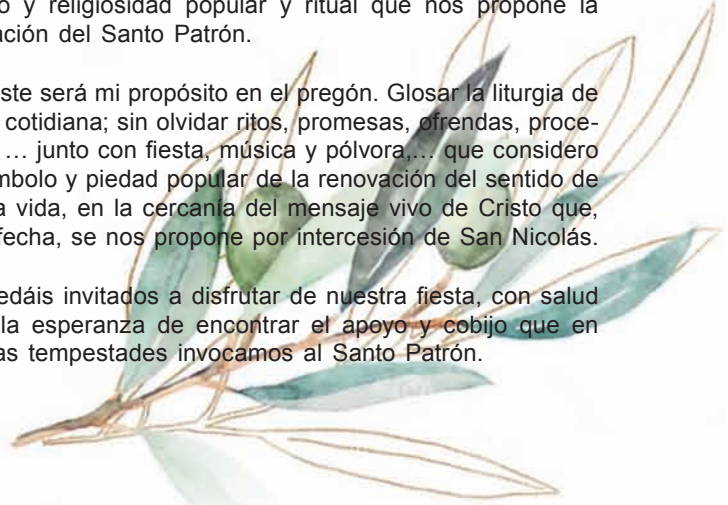 o y religiosidad popular y ritual que nos propone la
ación del Santo Patrón.
ste será mi propósito en el pregón. Glosar la liturgia de
cotidiana; sin olvidar ritos, promesas, ofrendas, proce-
… junto con fiesta, música y pólvora,… que considero
mbolo y piedad popular de la renovación del sentido de
a vida, en la cercanía del mensaje vivo de Cristo que,
fecha, se nos propone por intercesión de San Nicolás.
edáis invitados a disfrutar de nuestra fiesta, con salud
la esperanza de encontrar el apoyo y cobijo que en
as tempestades invocamos al Santo Patrón.